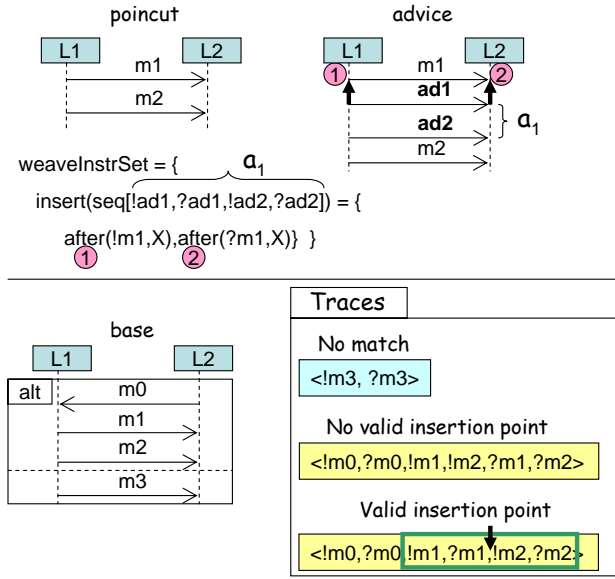 poincut
L1 L2
m1
m2
advice
L1 L2
1 m1 2
ad1
a1
ad2
m2
weaveInstrSet = { a1
insert(seq[!ad1,?ad1,!ad2,?ad2]) = {
after(!m1,X),after(?m1,X)} }
1 2
base
L1 L2
alt
m0
m1
m2
m3
Traces
No match
<!m3, ?m3>
No valid insertion point
<!m0,?m0,!m1,!m2,?m1,?m2>
Valid insertion point
<!m0,?m0,!m1,?m1,!m2,?m2>